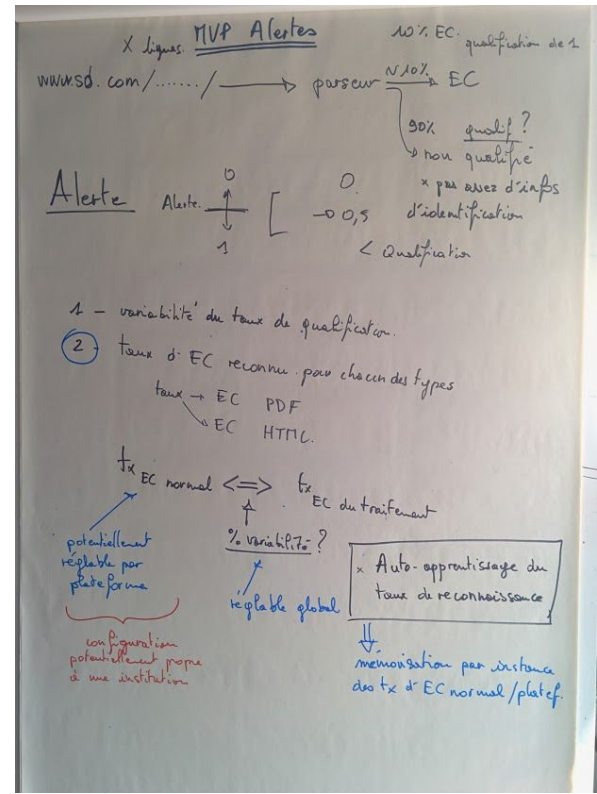 MVP Alertes
X lignes.
10% EC. qualification de 1
www.sd.com/......./ → parseur ~10% → EC
90% qualif ?
→ non qualifié
x pas assez d'infos d'identification
Alerte
Alerte.
0
1
0.
→ 0,5
< Qualification
1 - variabilité du taux de qualification.
2 - taux d'EC reconnu pour chacun des types
taux → EC PDF
EC HTML.
tx EC normal <=> tx EC du traitement
% variabilité ?
potentiellement
réglable par
plateforme
réglable global
x Auto-apprentissage du
taux de reconnaissance
configuration
potentiellement propre
à une institution
mémorisation par instance
des tx d'EC normal/platef.